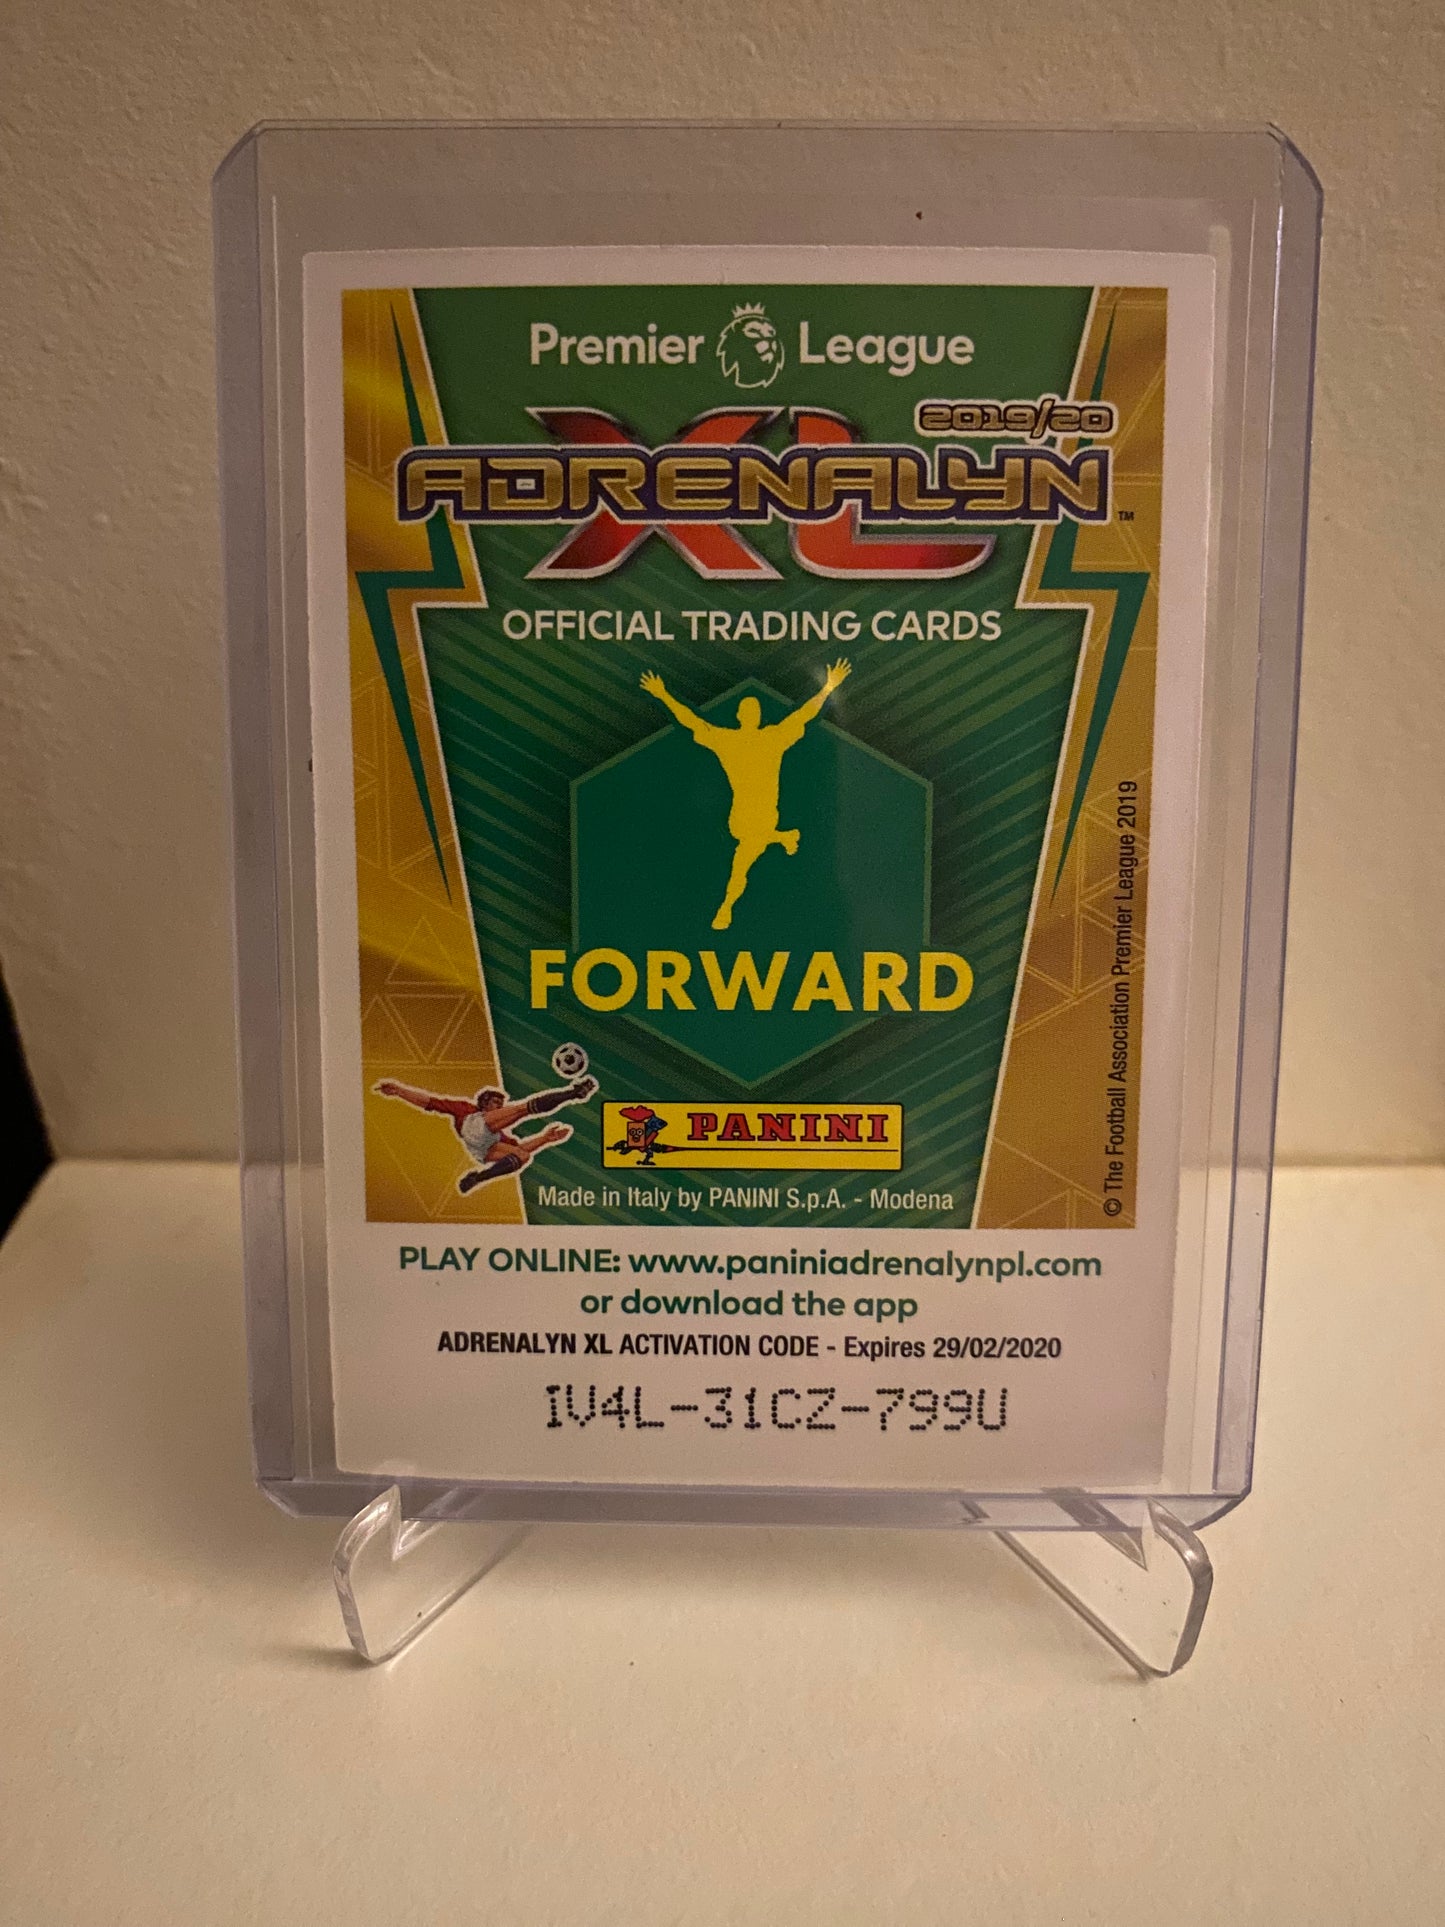 Premier League
2019/20
ADRENALYN XL ™
OFFICIAL TRADING CARDS
FORWARD
PANINI
Made in Italy by PANINI S.p.A. - Modena
© The Football Association Premier League 2019
PLAY ONLINE: www.paniniadrenalynpl.com
or download the app
ADRENALYN XL ACTIVATION CODE - Expires 29/02/2020
IV4L-31CZ-799U